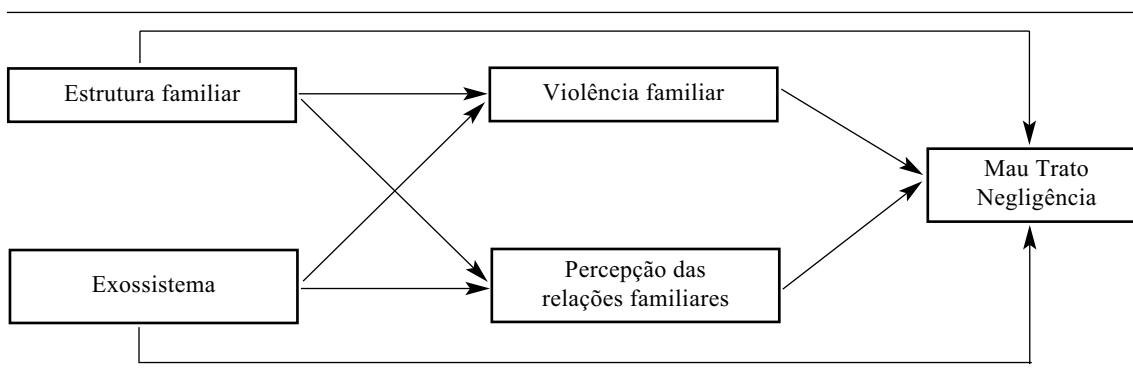 Estrutura familiar
Violência familiar
Mau Trato
Negligência
Exossistema
Percepção das
relações familiares